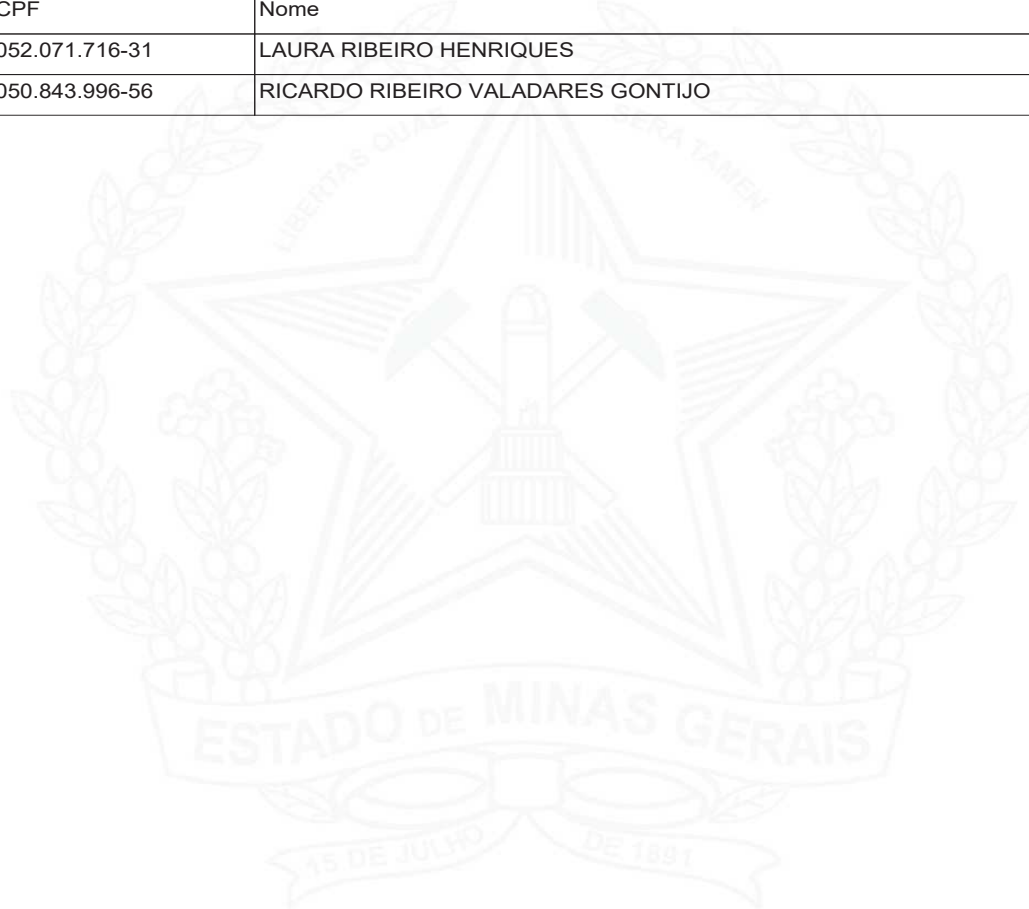 CPF Nome
052.071.716-31 LAURA RIBEIRO HENRIQUES
050.843.996-56 RICARDO RIBEIRO VALADARES GONTIJO
LIBERTAS QUAE SERA TAMEN
ESTADO DE MINAS GERAIS
15 DE JULHO DE 1891